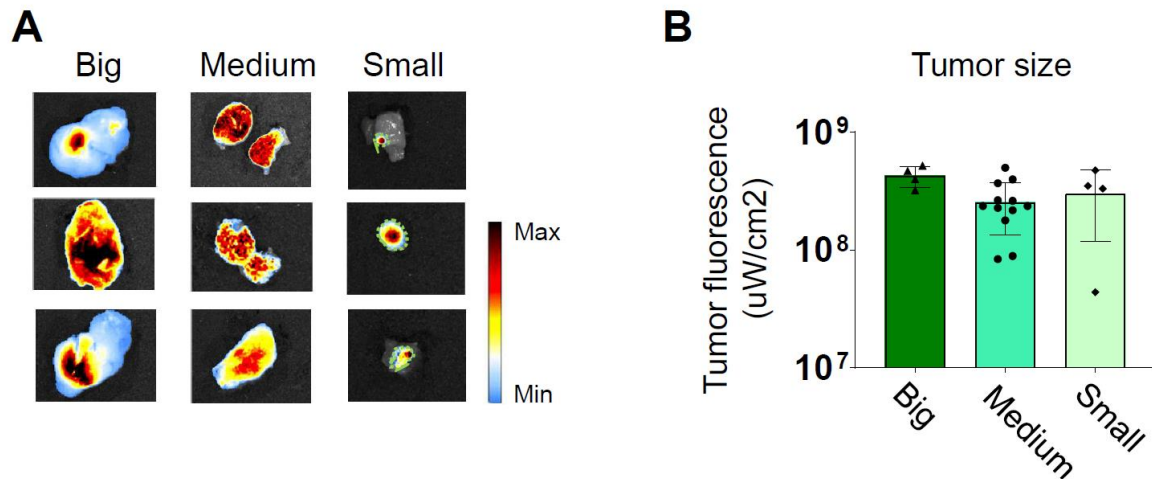 A
Big Medium Small
Max
Min
B
Tumor size
Tumor fluorescence
(uW/cm2)
10⁹
10⁸
10⁷
Big
Medium
Small